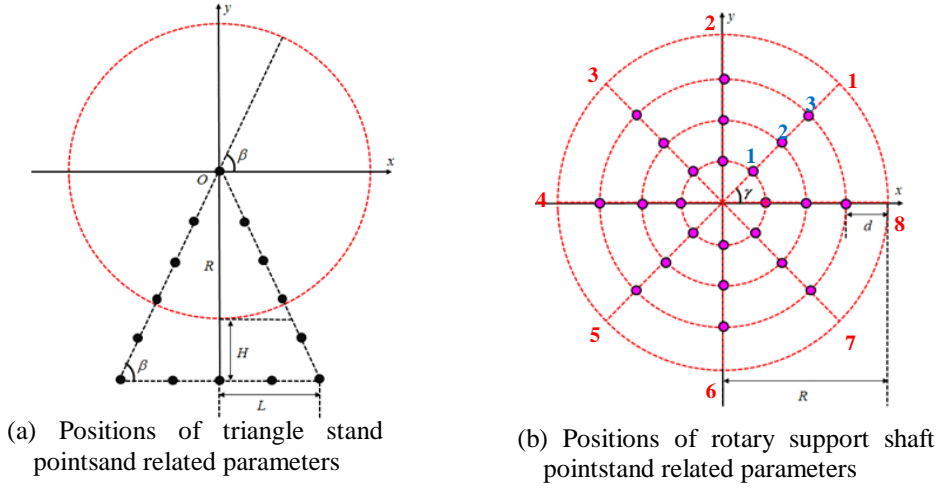 y
β
x
O
R
H
β
L
(a) Positions of triangle stand
pointsand related parameters
y
2
3
1
3
2
1
γ
x
4
8
d
5
7
6
R
(b) Positions of rotary support shaft
pointstand related parameters